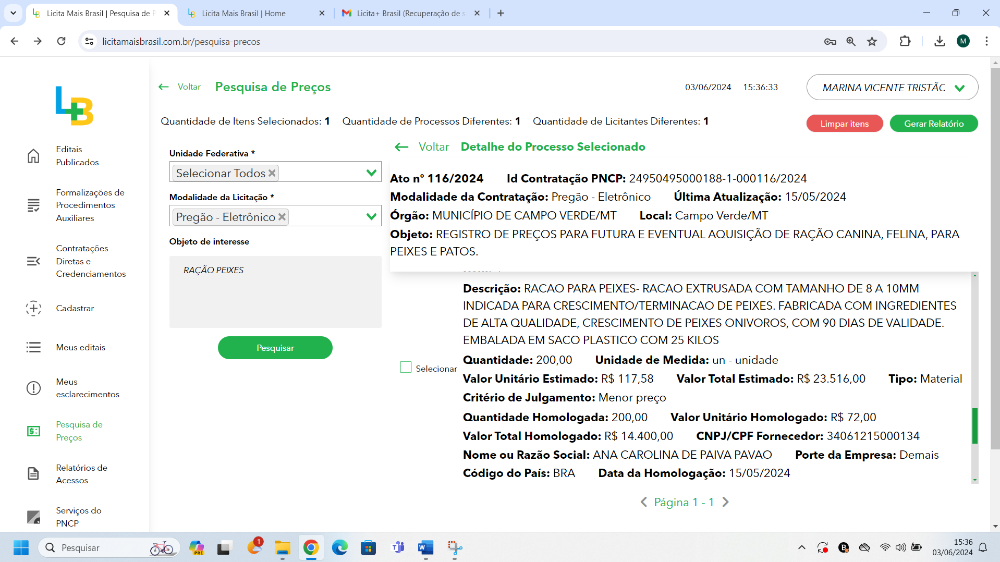 Licita Mais Brasil | Pesquisa de P
Licita Mais Brasil | Home
Licita+ Brasil (Recuperação de s
licitamaisbrasil.com.br/pesquisa-precos
M
LB
Voltar
Pesquisa de Preços
03/06/2024
15:36:33
MARINA VICENTE TRISTÃO
Quantidade de Itens Selecionados: 1
Quantidade de Processos Diferentes: 1
Quantidade de Licitantes Diferentes: 1
Limpar itens
Gerar Relatório
Editais
Publicados
Formalizações de
Procedimentos
Auxiliares
Contratações
Diretas e
Credenciamentos
Cadastrar
Meus editais
Meus
esclarecimentos
Pesquisa de
Preços
Relatórios de
Acessos
Serviços do
PNCP
Unidade Federativa *
Selecionar Todos
Modalidade da Licitação *
Pregão - Eletrônico
Objeto de interesse
RAÇÃO PEIXES
Pesquisar
Voltar
Detalhe do Processo Selecionado
Ato n° 116/2024 Id Contratação PNCP: 24950495000188-1-000116/2024
Modalidade da Contratação: Pregão - Eletrônico Última Atualização: 15/05/2024
Órgão: MUNICÍPIO DE CAMPO VERDE/MT Local: Campo Verde/MT
Objeto: REGISTRO DE PREÇOS PARA FUTURA E EVENTUAL AQUISIÇÃO DE RAÇÃO CANINA, FELINA, PARA
PEIXES E PATOS.
Descrição: RACAO PARA PEIXES- RACAO EXTRUSADA COM TAMANHO DE 8 A 10MM
INDICADA PARA CRESCIMENTO/TERMINACAO DE PEIXES. FABRICADA COM INGREDIENTES
DE ALTA QUALIDADE, CRESCIMENTO DE PEIXES ONIVOROS, COM 90 DIAS DE VALIDADE.
EMBALADA EM SACO PLASTICO COM 25 KILOS
Quantidade: 200,00 Unidade de Medida: un - unidade
Selecionar
Valor Unitário Estimado: R$ 117,58 Valor Total Estimado: R$ 23.516,00 Tipo: Material
Critério de Julgamento: Menor preço
Quantidade Homologada: 200,00 Valor Unitário Homologado: R$ 72,00
Valor Total Homologado: R$ 14.400,00 CNPJ/CPF Fornecedor: 34061215000134
Nome ou Razão Social: ANA CAROLINA DE PAIVA PAVAO Porte da Empresa: Demais
Código do País: BRA Data da Homologação: 15/05/2024
Página 1 - 1
Pesquisar
PRE
1
15:36
03/06/2024